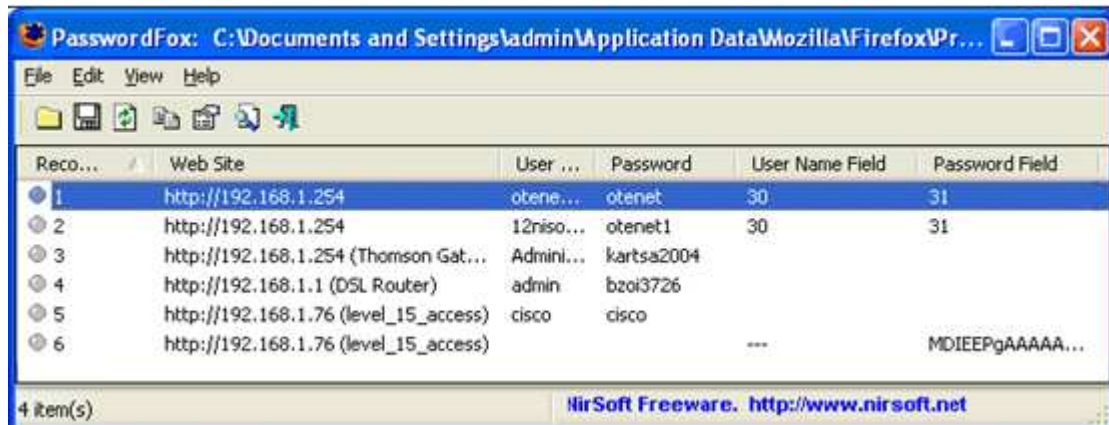 PasswordFox: C:\Documents and Settings\admin\Application Data\Mozilla\Firefox\Pr...
File Edit View Help
Reco... Web Site User ... Password User Name Field Password Field
1 http://192.168.1.254 otene... otenet 30 31
2 http://192.168.1.254 12niso... otenet1 30 31
3 http://192.168.1.254 (Thomson Gat... Admini... kartsa2004
4 http://192.168.1.1 (DSL Router) admin bzoi3726
5 http://192.168.1.76 (level_15_access) cisco cisco
6 http://192.168.1.76 (level_15_access) --- MDIEEPgAAAAA...
4 item(s) NirSoft Freeware. http://www.nirsoft.net